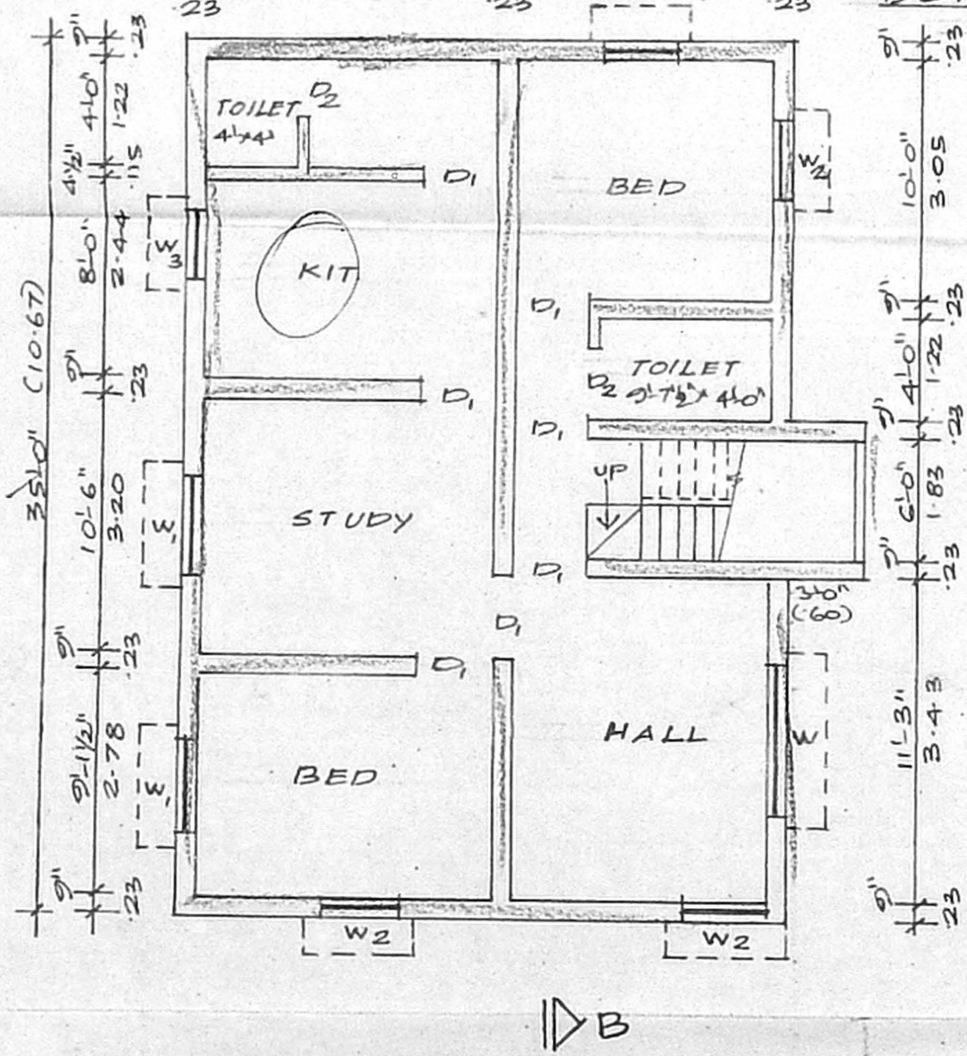 .23
.23
.23
9"
.23
4'-0"
1.22
4½"
.115
8'-0"
2.44
9"
.23
10'-6"
3.20
9"
.23
9'-1½"
2.78
9"
.23
35'-0" (10.67)
TOILET D2
4'x4'
D1
BED
W2
W3
KIT
D1
D1
TOILET
D2 9'-7½"x 4'-0"
D1
UP
W1
STUDY
D1
3'-0"
(.60)
D1
D1
HALL
W
W1
BED
W2
W2
9"
.23
10'-0"
3.05
9"
.23
4'-0"
1.22
9"
.23
6'-0"
1.83
9"
.23
11'-3"
3.43
9"
.23
B